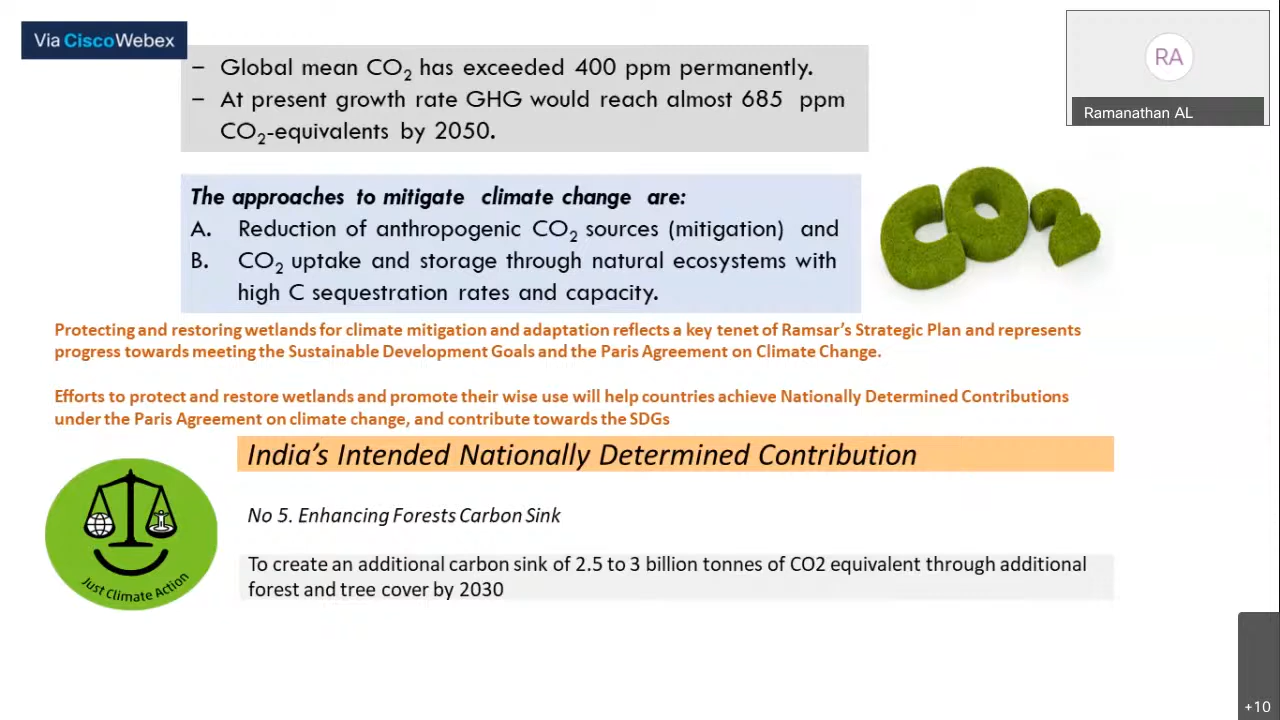 Via CiscoWebex
– Global mean CO₂ has exceeded 400 ppm permanently.
– At present growth rate GHG would reach almost 685 ppm
CO₂-equivalents by 2050.
RA
Ramanathan AL
The approaches to mitigate climate change are:
A. Reduction of anthropogenic CO₂ sources (mitigation) and
B. CO₂ uptake and storage through natural ecosystems with
high C sequestration rates and capacity.
CO2
Protecting and restoring wetlands for climate mitigation and adaptation reflects a key tenet of Ramsar's Strategic Plan and represents
progress towards meeting the Sustainable Development Goals and the Paris Agreement on Climate Change.
Efforts to protect and restore wetlands and promote their wise use will help countries achieve Nationally Determined Contributions
under the Paris Agreement on climate change, and contribute towards the SDGs
India's Intended Nationally Determined Contribution
No 5. Enhancing Forests Carbon Sink
To create an additional carbon sink of 2.5 to 3 billion tonnes of CO2 equivalent through additional
forest and tree cover by 2030
Just Climate Action
+10